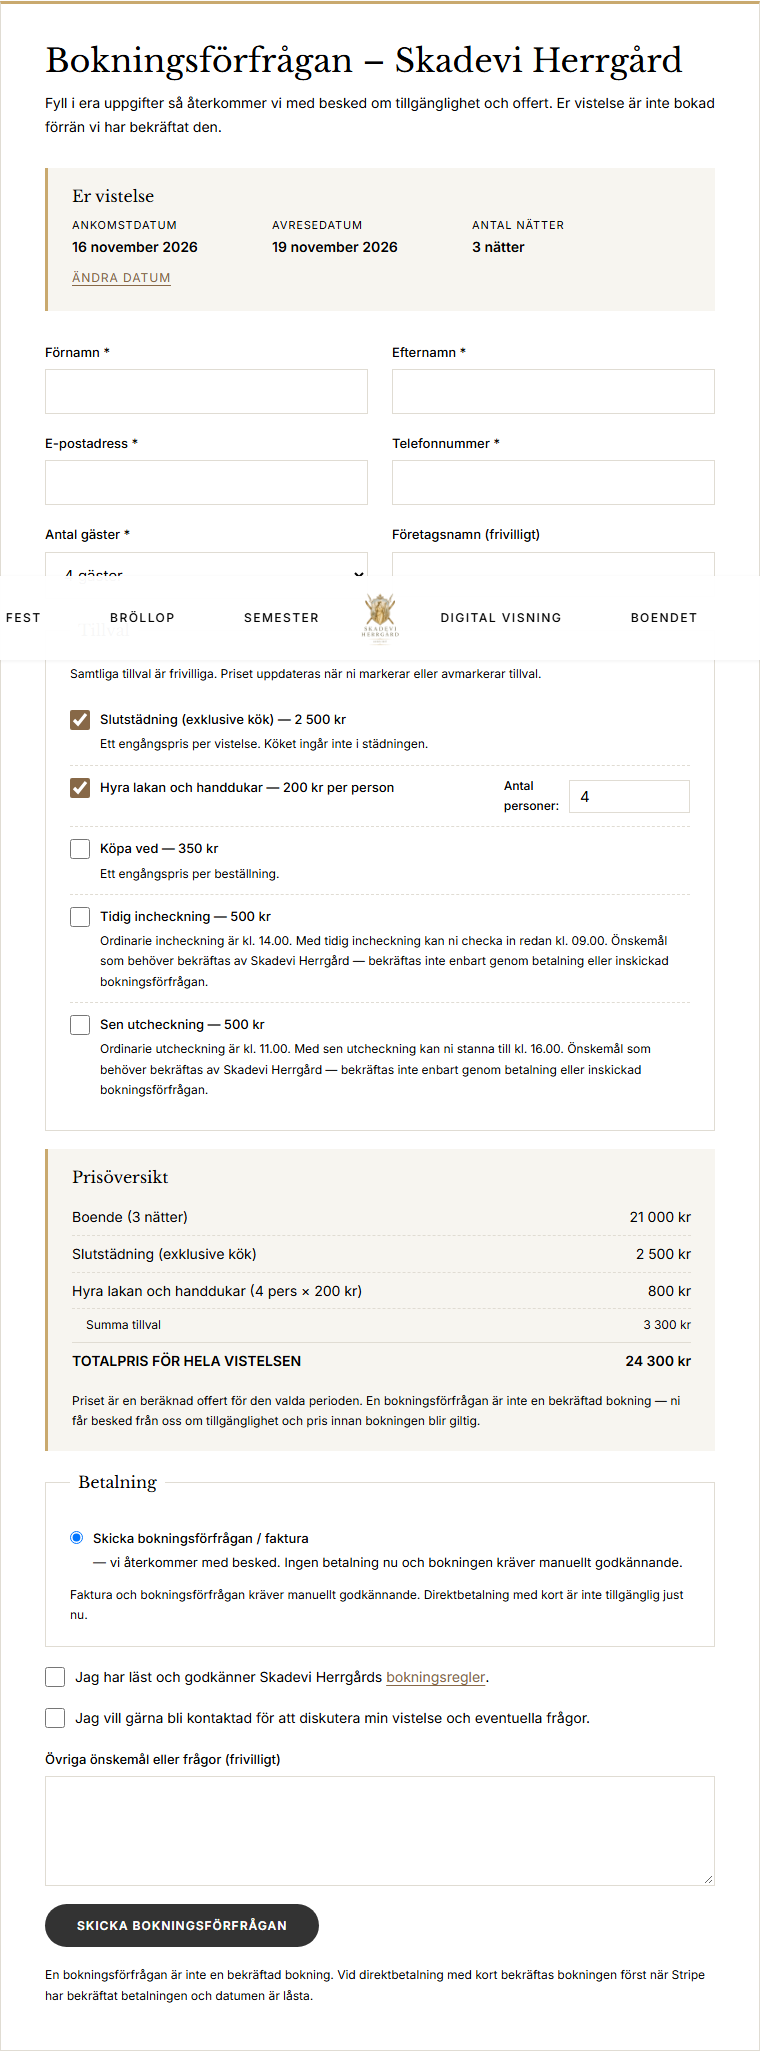 Bokningsförfrågan – Skadevi Herrgård
Fyll i era uppgifter så återkommer vi med besked om tillgänglighet och offert. Er vistelse är inte bokad
förrän vi har bekräftat den.
Er vistelse
ANKOMSTDATUM
16 november 2026
AVRESEDATUM
19 november 2026
ANTAL NÄTTER
3 nätter
ÄNDRA DATUM
Förnamn *
Efternamn *
E-postadress *
Telefonnummer *
Antal gäster *
Företagsnamn (frivilligt)
4 gäster
FEST
BRÖLLOP
SEMESTER
SKADEVI
HERRGÅRD
DIGITAL VISNING
BOENDET
Tillval
Samtliga tillval är frivilliga. Priset uppdateras när ni markerar eller avmarkerar tillval.
Slutstädning (exklusive kök) — 2 500 kr
Ett engångspris per vistelse. Köket ingår inte i städningen.
Hyra lakan och handdukar — 200 kr per person
Antal
personer:
4
Köpa ved — 350 kr
Ett engångspris per beställning.
Tidig incheckning — 500 kr
Ordinarie incheckning är kl. 14.00. Med tidig incheckning kan ni checka in redan kl. 09.00. Önskemål
som behöver bekräftas av Skadevi Herrgård — bekräftas inte enbart genom betalning eller inskickad
bokningsförfrågan.
Sen utcheckning — 500 kr
Ordinarie utcheckning är kl. 11.00. Med sen utcheckning kan ni stanna till kl. 16.00. Önskemål som
behöver bekräftas av Skadevi Herrgård — bekräftas inte enbart genom betalning eller inskickad
bokningsförfrågan.
Prisöversikt
Boende (3 nätter) 21 000 kr
Slutstädning (exklusive kök) 2 500 kr
Hyra lakan och handdukar (4 pers × 200 kr) 800 kr
Summa tillval 3 300 kr
TOTALPRIS FÖR HELA VISTELSEN 24 300 kr
Priset är en beräknad offert för den valda perioden. En bokningsförfrågan är inte en bekräftad bokning — ni
får besked från oss om tillgänglighet och pris innan bokningen blir giltig.
Betalning
Skicka bokningsförfrågan / faktura
— vi återkommer med besked. Ingen betalning nu och bokningen kräver manuellt godkännande.
Faktura och bokningsförfrågan kräver manuellt godkännande. Direktbetalning med kort är inte tillgänglig just
nu.
Jag har läst och godkänner Skadevi Herrgårds bokningsregler.
Jag vill gärna bli kontaktad för att diskutera min vistelse och eventuella frågor.
Övriga önskemål eller frågor (frivilligt)
SKICKA BOKNINGSFÖRFRÅGAN
En bokningsförfrågan är inte en bekräftad bokning. Vid direktbetalning med kort bekräftas bokningen först när Stripe
har bekräftat betalningen och datumen är låsta.